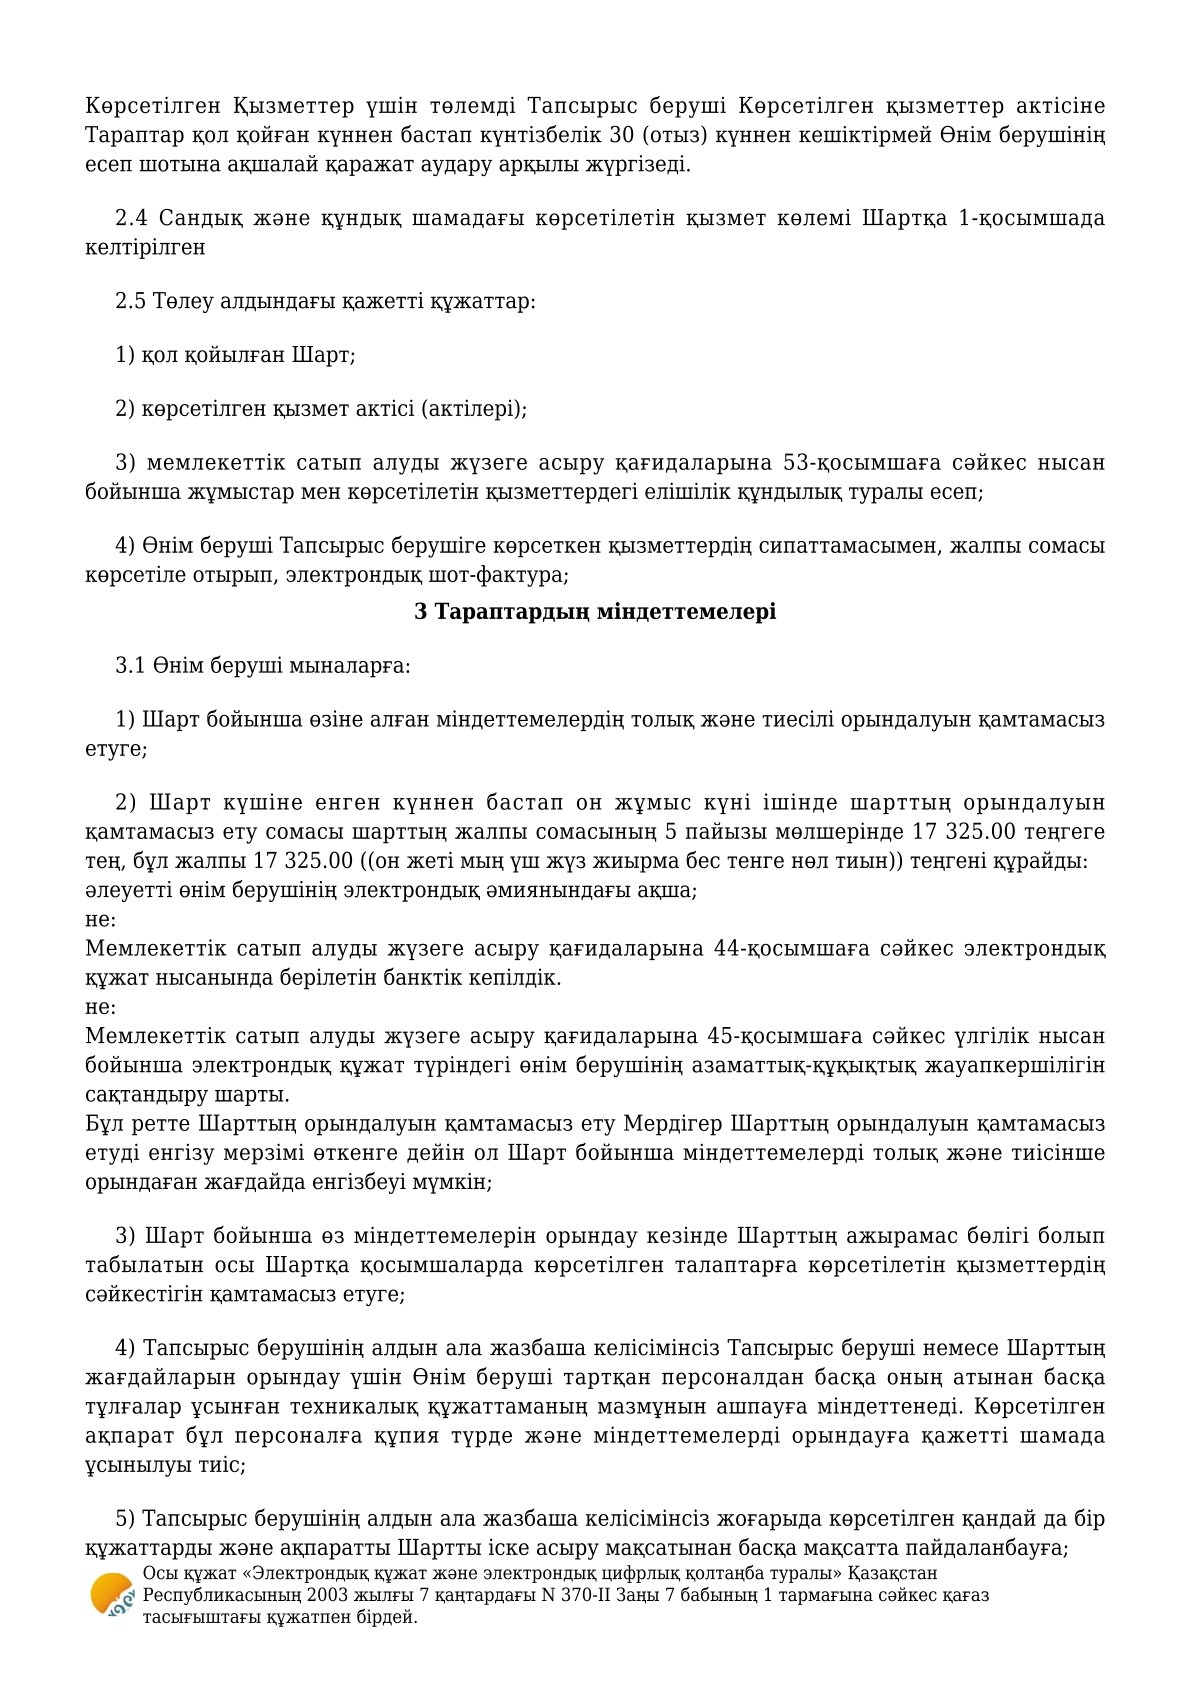 Көрсетілген Қызметтер үшін төлемді Тапсырыс беруші Көрсетілген қызметтер актісіне
Тараптар қол қойған күннен бастап күнтізбелік 30 (отыз) күннен кешіктірмей Өнім берушінің
есеп шотына ақшалай қаражат аудару арқылы жүргізеді.
2.4 Сандық және құндық шамадағы көрсетілетін қызмет көлемі Шартқа 1-қосымшада
келтірілген
2.5 Төлеу алдындағы қажетті құжаттар:
1) қол қойылған Шарт;
2) көрсетілген қызмет актісі (актілері);
3) мемлекеттік сатып алуды жүзеге асыру қағидаларына 53-қосымшаға сәйкес нысан
бойынша жұмыстар мен көрсетілетін қызметтердегі елішілік құндылық туралы есеп;
4) Өнім беруші Тапсырыс берушіге көрсеткен қызметтердің сипаттамасымен, жалпы сомасы
көрсетіле отырып, электрондық шот-фактура;
3 Тараптардың міндеттемелері
3.1 Өнім беруші мыналарға:
1) Шарт бойынша өзіне алған міндеттемелердің толық және тиесілі орындалуын қамтамасыз
етуге;
2) Шарт күшіне енген күннен бастап он жұмыс күні ішінде шарттың орындалуын
қамтамасыз ету сомасы шарттың жалпы сомасының 5 пайызы мөлшерінде 17 325.00 теңгеге
тең, бұл жалпы 17 325.00 ((он жеті мың үш жүз жиырма бес тенге нөл тиын)) теңгені құрайды:
әлеуетті өнім берушінің электрондық әмиянындағы ақша;
не:
Мемлекеттік сатып алуды жүзеге асыру қағидаларына 44-қосымшаға сәйкес электрондық
құжат нысанында берілетін банктік кепілдік.
не:
Мемлекеттік сатып алуды жүзеге асыру қағидаларына 45-қосымшаға сәйкес үлгілік нысан
бойынша электрондық құжат түріндегі өнім берушінің азаматтық-құқықтық жауапкершілігін
сақтандыру шарты.
Бұл ретте Шарттың орындалуын қамтамасыз ету Мердігер Шарттың орындалуын қамтамасыз
етуді енгізу мерзімі өткенге дейін ол Шарт бойынша міндеттемелерді толық және тиісінше
орындаған жағдайда енгізбеуі мүмкін;
3) Шарт бойынша өз міндеттемелерін орындау кезінде Шарттың ажырамас бөлігі болып
табылатын осы Шартқа қосымшаларда көрсетілген талаптарға көрсетілетін қызметтердің
сәйкестігін қамтамасыз етуге;
4) Тапсырыс берушінің алдын ала жазбаша келісімінсіз Тапсырыс беруші немесе Шарттың
жағдайларын орындау үшін Өнім беруші тартқан персоналдан басқа оның атынан басқа
тұлғалар ұсынған техникалық құжаттаманың мазмұнын ашпауға міндеттенеді. Көрсетілген
ақпарат бұл персоналға құпия түрде және міндеттемелерді орындауға қажетті шамада
ұсынылуы тиіс;
5) Тапсырыс берушінің алдын ала жазбаша келісімінсіз жоғарыда көрсетілген қандай да бір
құжаттарды және ақпаратты Шартты іске асыру мақсатынан басқа мақсатта пайдаланбауға;
Осы құжат «Электрондық құжат және электрондық цифрлық қолтаңба туралы» Қазақстан
Республикасының 2003 жылғы 7 қаңтардағы N 370-II Заңы 7 бабының 1 тармағына сәйкес қағаз
тасығыштағы құжатпен бірдей.